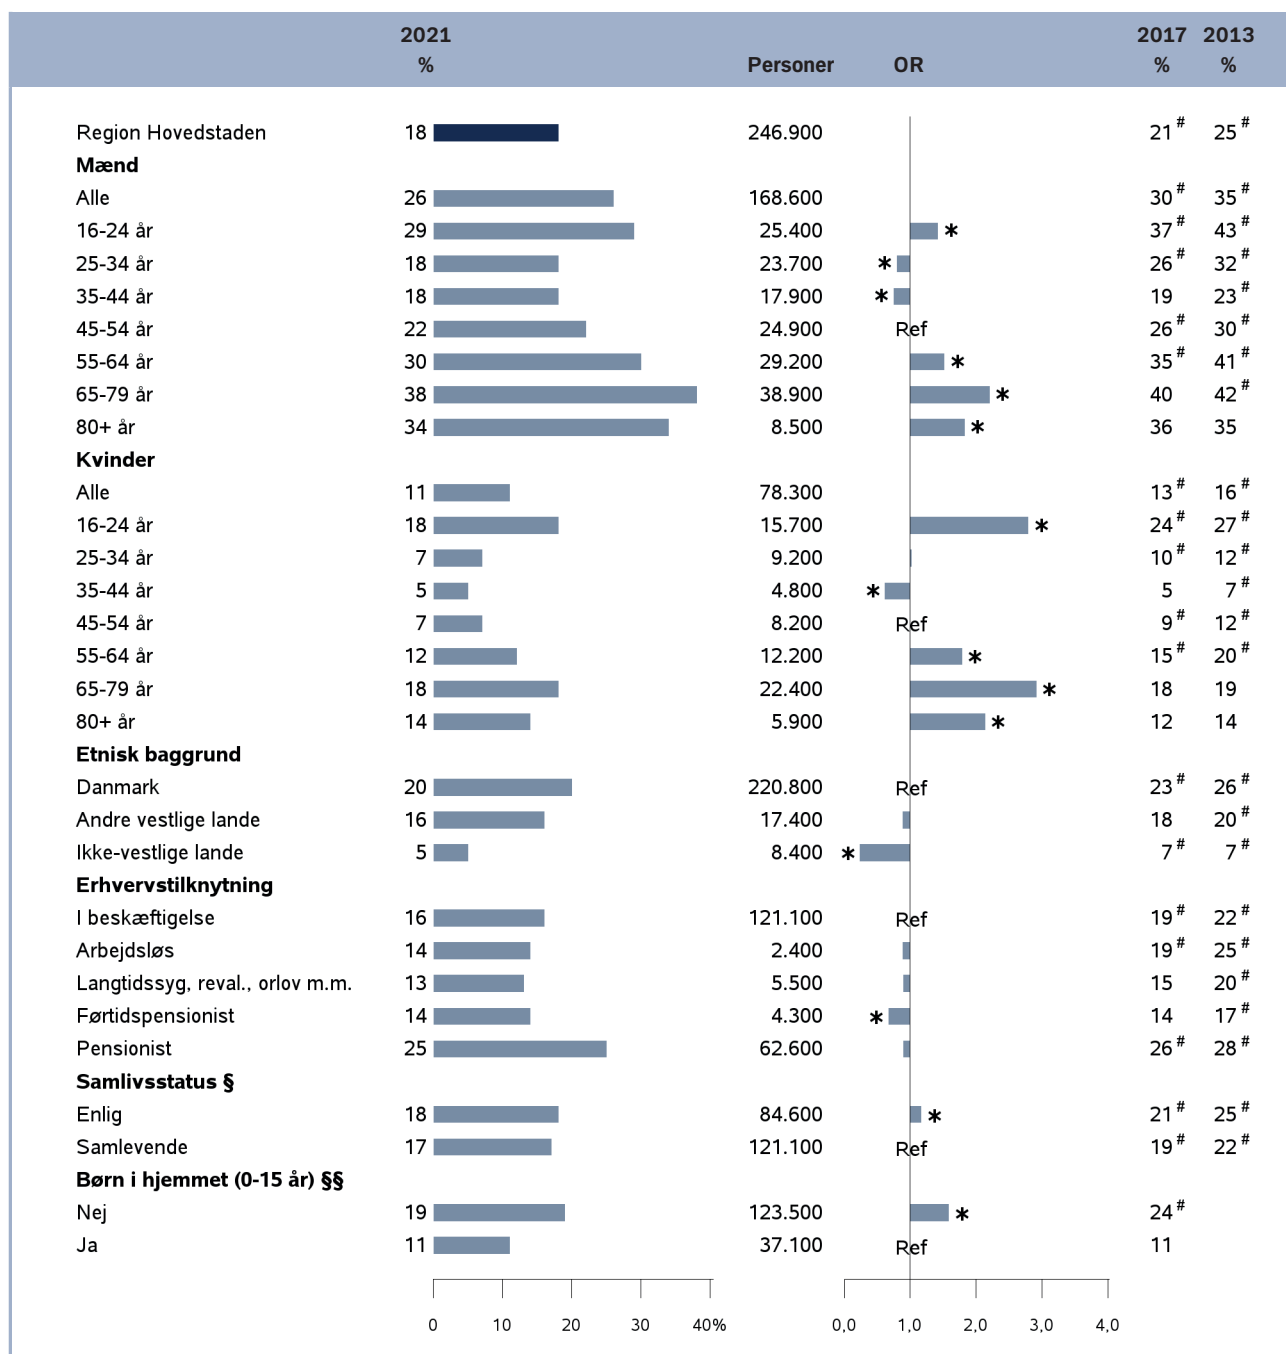 2021 2017 2013
% Personer OR % %
Region Hovedstaden 18 246.900 21 # 25 #
Mænd
Alle 26 168.600 30 # 35 #
16-24 år 29 25.400 * 37 # 43 #
25-34 år 18 23.700 * 26 # 32 #
35-44 år 18 17.900 * 19 23 #
45-54 år 22 24.900 Ref 26 # 30 #
55-64 år 30 29.200 * 35 # 41 #
65-79 år 38 38.900 * 40 42 #
80+ år 34 8.500 * 36 35
Kvinder
Alle 11 78.300 13 # 16 #
16-24 år 18 15.700 * 24 # 27 #
25-34 år 7 9.200 10 # 12 #
35-44 år 5 4.800 * 5 7 #
45-54 år 7 8.200 Ref 9 # 12 #
55-64 år 12 12.200 * 15 # 20 #
65-79 år 18 22.400 * 18 19
80+ år 14 5.900 * 12 14
Etnisk baggrund
Danmark 20 220.800 Ref 23 # 26 #
Andre vestlige lande 16 17.400 18 20 #
Ikke-vestlige lande 5 8.400 * 7 # 7 #
Erhvervstilknytning
I beskæftigelse 16 121.100 Ref 19 # 22 #
Arbejdsløs 14 2.400 19 # 25 #
Langtidssyg, reval., orlov m.m. 13 5.500 15 20 #
Førtidspensionist 14 4.300 * 14 17 #
Pensionist 25 62.600 26 # 28 #
Samlivsstatus §
Enlig 18 84.600 * 21 # 25 #
Samlevende 17 121.100 Ref 19 # 22 #
Børn i hjemmet (0-15 år) §§
Nej 19 123.500 * 24 #
Ja 11 37.100 Ref 11
0 10 20 30 40% 0,0 1,0 2,0 3,0 4,0